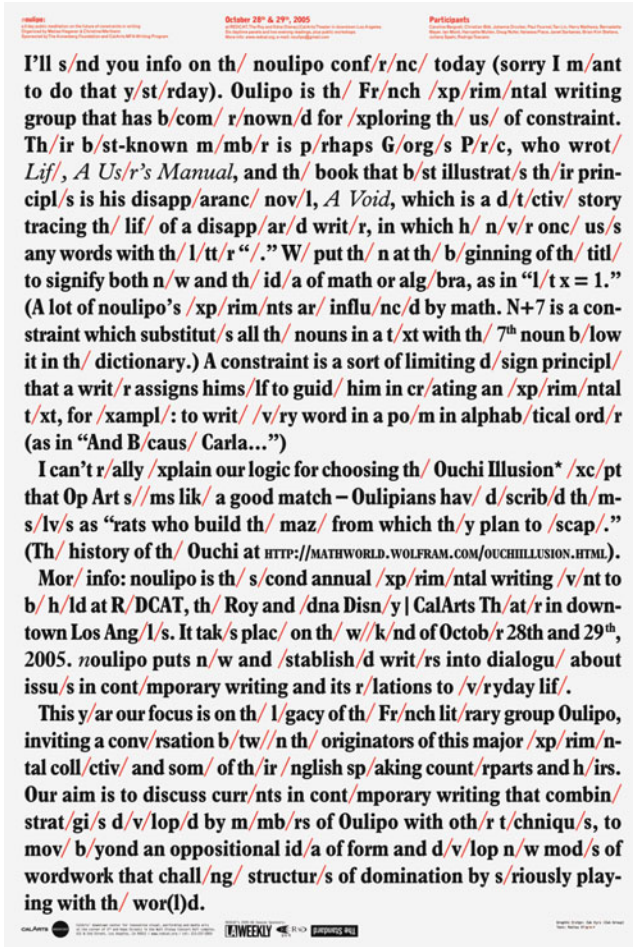 noulipo:
October 28th & 29th, 2005
Participants
I'll s/nd you info on th/ noulipo conf/r/nc/ today (sorry I m/ant
to do that y/st/rday). Oulipo is th/ Fr/nch /xp/rim/ntal writing
group that has b/com/ r/nown/d for /xploring th/ us/ of constraint.
Th/ir b/st-known m/mb/r is p/rhaps G/org/s P/r/c, who wrot/
Lif/, A Us/r's Manual, and th/ book that b/st illustrat/s th/ir prin-
cipl/s is his disapp/aranc/ nov/l, A Void, which is a d/t/ctiv/ story
tracing th/ lif/ of a disapp/ar/d writ/r, in which h/ n/v/r onc/ us/s
any words with th/ l/tt/r “/.” W/ put th/ n at th/ b/ginning of th/ titl/
to signify both n/w and th/ id/a of math or alg/bra, as in “l/t x = 1.”
(A lot of noulipo's /xp/rim/nts ar/ influ/nc/d by math. N+7 is a con-
straint which substitut/s all th/ nouns in a t/xt with th/ 7th noun b/low
it in th/ dictionary.) A constraint is a sort of limiting d/sign principl/
that a writ/r assigns hims/lf to guid/ him in cr/ating an /xp/rim/ntal
t/xt, for /xampl/: to writ/ /v/ry word in a po/m in alphab/tical ord/r
(as in “And B/caus/ Carla...”)
I can't r/ally /xplain our logic for choosing th/ Ouchi Illusion* /xc/pt
that Op Art s//ms lik/ a good match – Oulipians hav/ d/scrib/d th/m-
s/lv/s as “rats who build th/ maz/ from which th/y plan to /scap/.”
(Th/ history of th/ Ouchi at HTTP://MATHWORLD.WOLFRAM.COM/OUCHIILLUSION.HTML).
Mor/ info: noulipo is th/ s/cond annual /xp/rim/ntal writing /v/nt to
b/ h/ld at R/DCAT, th/ Roy and /dna Disn/y | CalArts Th/at/r in down-
town Los Ang/l/s. It tak/s plac/ on th/ w//k/nd of Octob/r 28th and 29th,
2005. noulipo puts n/w and /stablish/d writ/rs into dialogu/ about
issu/s in cont/mporary writing and its r/lations to /v/ryday lif/.
This y/ar our focus is on th/ l/gacy of th/ Fr/nch lit/rary group Oulipo,
inviting a conv/rsation b/tw//n th/ originators of this major /xp/rim/n-
tal coll/ctiv/ and som/ of th/ir /nglish sp/aking count/rparts and h/irs.
Our aim is to discuss curr/nts in cont/mporary writing that combin/
strat/gi/s d/v/lop/d by m/mb/rs of Oulipo with oth/r t/chniqu/s, to
mov/ b/yond an oppositional id/a of form and d/v/lop n/w mod/s of
wordwork that chall/ng/ structur/s of domination by s/riously play-
ing with th/ wor(l)d.
CALARTS
LAWEEKLY
The Standard